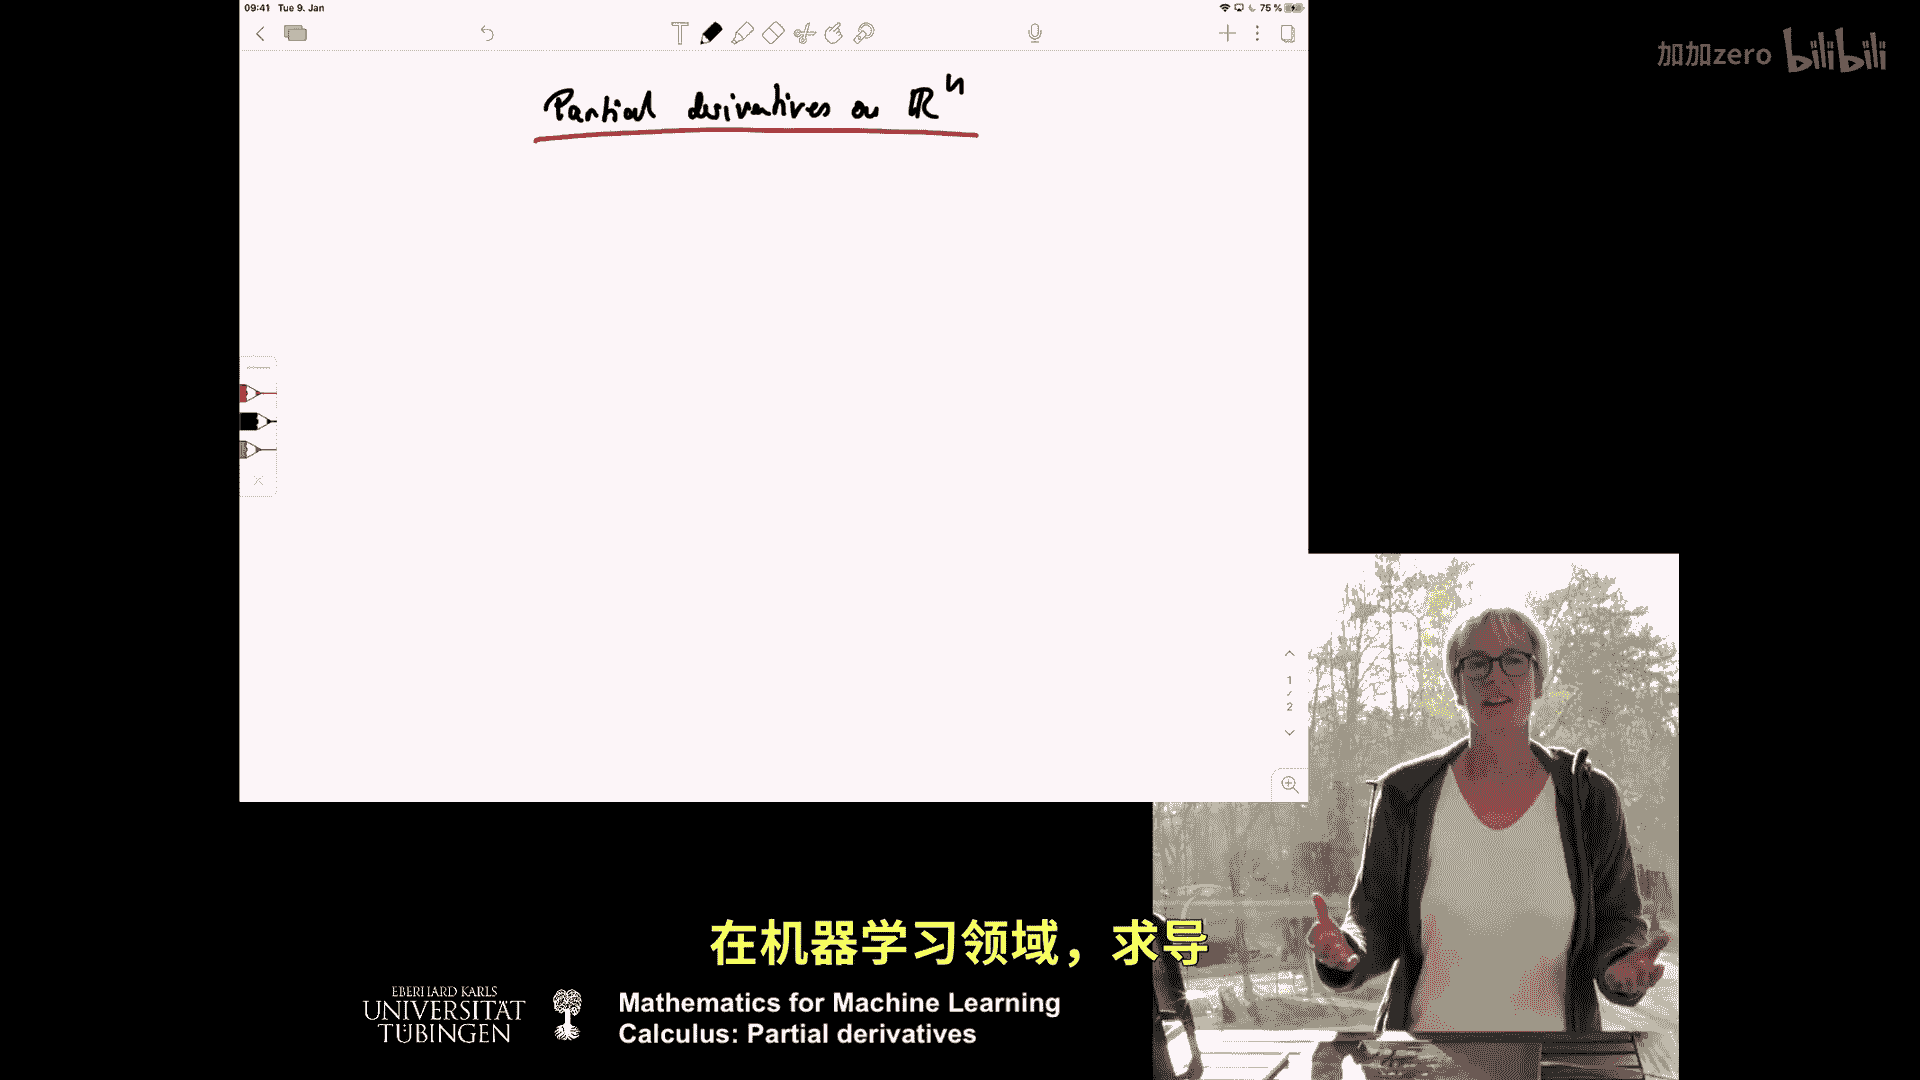 09:41 Tue 9. Jan
75 %
加加zero bilibili
T
Partial derivatives on ℝⁿ
1
/
2
在机器学习领域，求导
EBERHARD KARLS
UNIVERSITÄT
TÜBINGEN
Mathematics for Machine Learning
Calculus: Partial derivatives